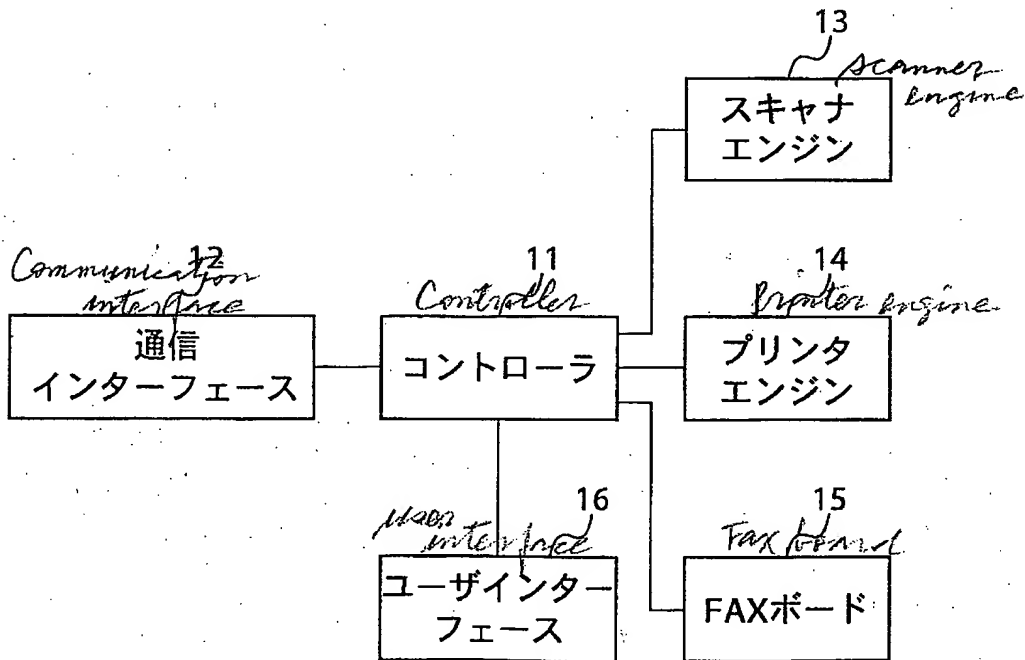 13
scanner
engine
スキャナ
エンジン
Communication
interface
12
通信
インターフェース
11
Controller
コントローラ
14
Printer engine
プリンタ
エンジン
16
user
interface
ユーザインター
フェース
15
Fax board
FAXボード